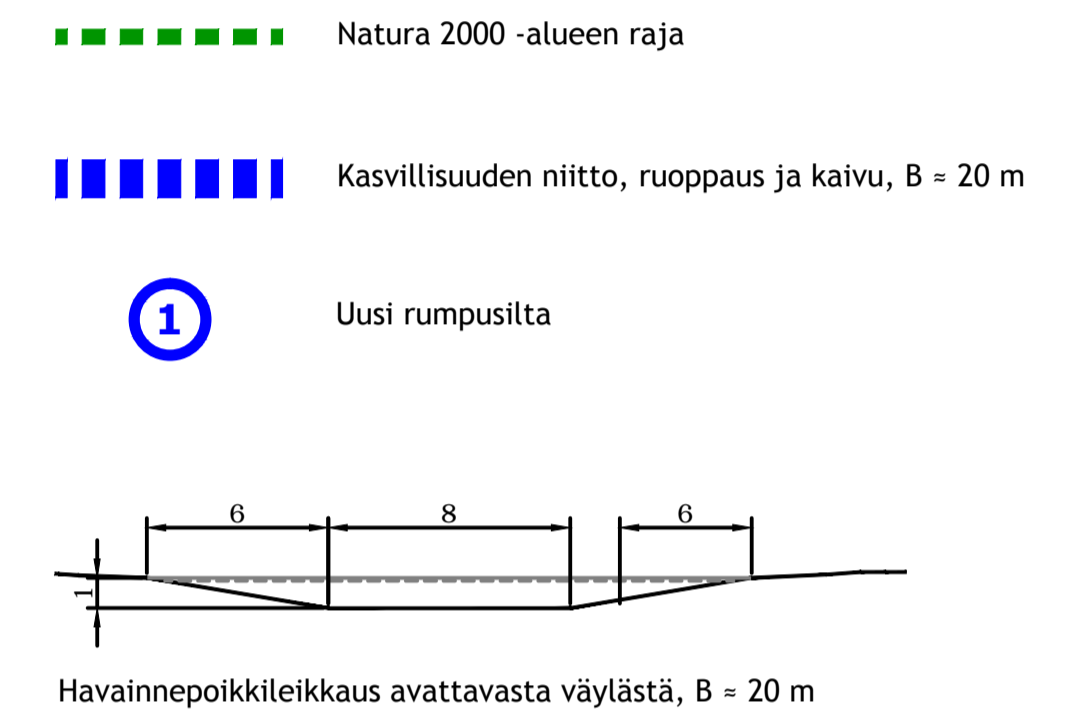 Natura 2000 -alueen raja
Kasvillisuuden niitto, ruoppaus ja kaivu, B ≈ 20 m
1
Uusi rumpusilta
6 8 6
1
Havainnepoikkileikkaus avattavasta väylästä, B ≈ 20 m